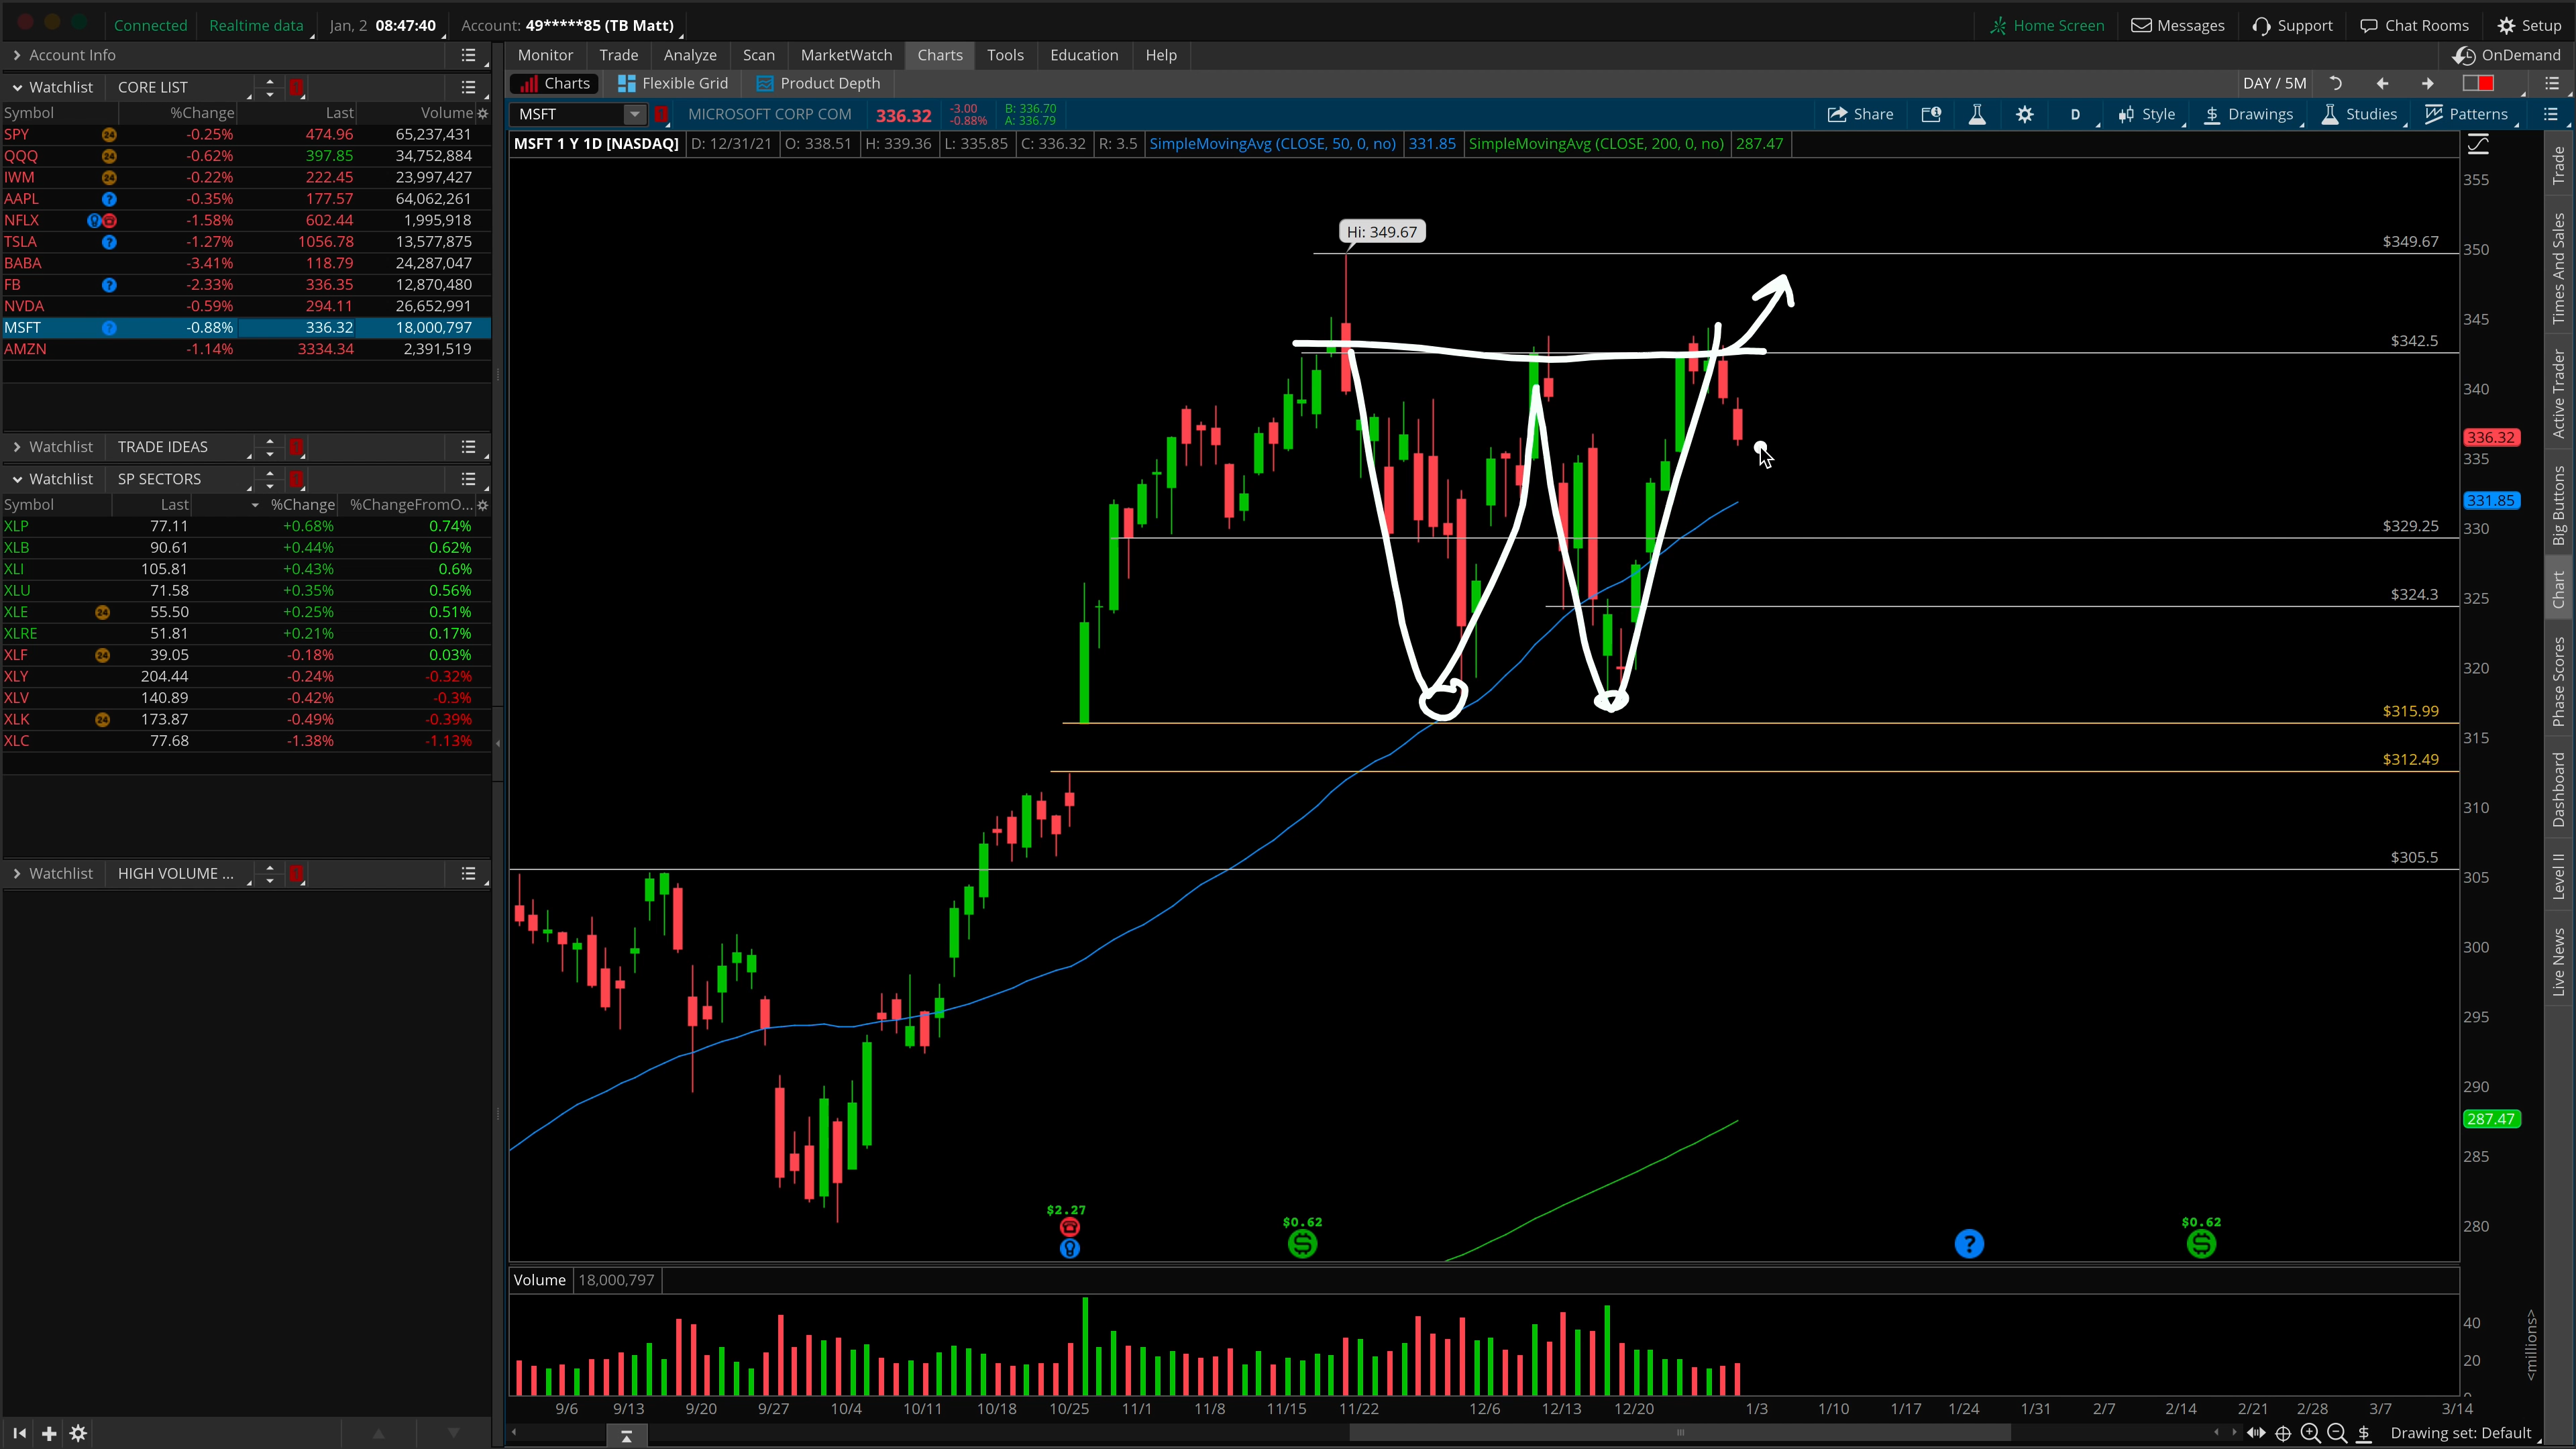 Connected Realtime data Jan, 2 08:47:40 Account: 49*****85 (TB Matt) Home Screen Messages Support Chat Rooms Setup
Account Info
Monitor Trade Analyze Scan MarketWatch Charts Tools Education Help OnDemand
Watchlist CORE LIST
Charts Flexible Grid Product Depth DAY / 5M
Symbol %Change Last Volume
SPY 24 -0.25% 474.96 65,237,431
QQQ 24 -0.62% 397.85 34,752,884
IWM 24 -0.22% 222.45 23,997,427
AAPL ? -0.35% 177.57 64,062,261
NFLX -1.58% 602.44 1,995,918
TSLA ? -1.27% 1056.78 13,577,875
BABA -3.41% 118.79 24,287,047
FB ? -2.33% 336.35 12,870,480
NVDA -0.59% 294.11 26,652,991
MSFT ? -0.88% 336.32 18,000,797
AMZN -1.14% 3334.34 2,391,519
Watchlist TRADE IDEAS
Watchlist SP SECTORS
Symbol Last %Change %ChangeFromO...
XLP 77.11 +0.68% 0.74%
XLB 90.61 +0.44% 0.62%
XLI 105.81 +0.43% 0.6%
XLU 71.58 +0.35% 0.56%
XLE 24 55.50 +0.25% 0.51%
XLRE 51.81 +0.21% 0.17%
XLF 24 39.05 -0.18% 0.03%
XLY 204.44 -0.24% -0.32%
XLV 140.89 -0.42% -0.3%
XLK 24 173.87 -0.49% -0.39%
XLC 77.68 -1.38% -1.13%
Watchlist HIGH VOLUME ...
MSFT MICROSOFT CORP COM 336.32 -3.00 B: 336.70
-0.88% A: 336.79
Share D Style $ Drawings Studies Patterns
MSFT 1 Y 1D [NASDAQ] D: 12/31/21 O: 338.51 H: 339.36 L: 335.85 C: 336.32 R: 3.5 SimpleMovingAvg (CLOSE, 50, 0, no) 331.85 SimpleMovingAvg (CLOSE, 200, 0, no) 287.47
Hi: 349.67
$349.67
$342.5
$329.25
$324.3
$315.99
$312.49
$305.5
355
350
345
340
336.32
335
331.85
330
325
320
315
310
305
300
295
290
287.47
285
280
$2.27
$0.62
?
$0.62
Volume 18,000,797
40
20
0
<millions>
9/6 9/13 9/20 9/27 10/4 10/11 10/18 10/25 11/1 11/8 11/15 11/22 12/6 12/13 12/20 1/3 1/10 1/17 1/24 1/31 2/7 2/14 2/21 2/28 3/7 3/14
Drawing set: Default
Trade
Times And Sales
Active Trader
Big Buttons
Chart
Phase Scores
Dashboard
Level II
Live News